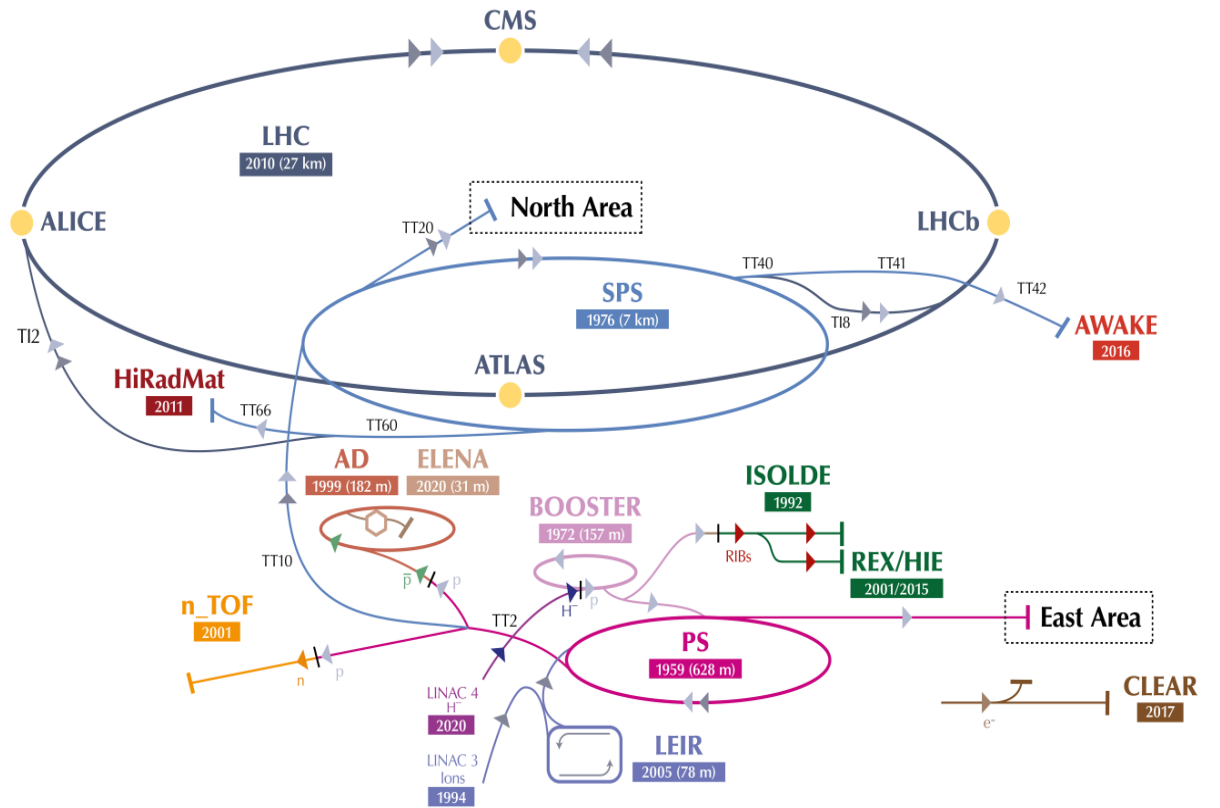 CMS
LHC
2010 (27 km)
North Area
TT20
ALICE
LHCb
TT40
TT41
SPS
1976 (7 km)
TT42
TI8
AWAKE
2016
TI2
ATLAS
HiRadMat
2011
TT66
TT60
AD
1999 (182 m)
ELENA
2020 (31 m)
ISOLDE
1992
BOOSTER
1972 (157 m)
RIBs
REX/HIE
2001/2015
TT10
p̅
p
H⁻
p
n_TOF
2001
TT2
East Area
PS
1959 (628 m)
n
p
LINAC 4
H⁻
2020
CLEAR
2017
e-
LEIR
2005 (78 m)
LINAC 3
Ions
1994